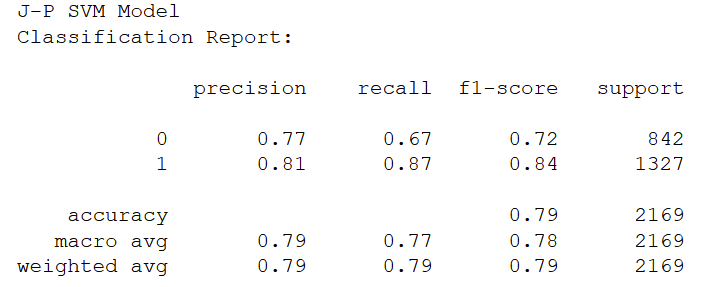 J-P SVM Model
Classification Report:
precision recall f1-score support
0 0.77 0.67 0.72 842
1 0.81 0.87 0.84 1327
accuracy 0.79 2169
macro avg 0.79 0.77 0.78 2169
weighted avg 0.79 0.79 0.79 2169